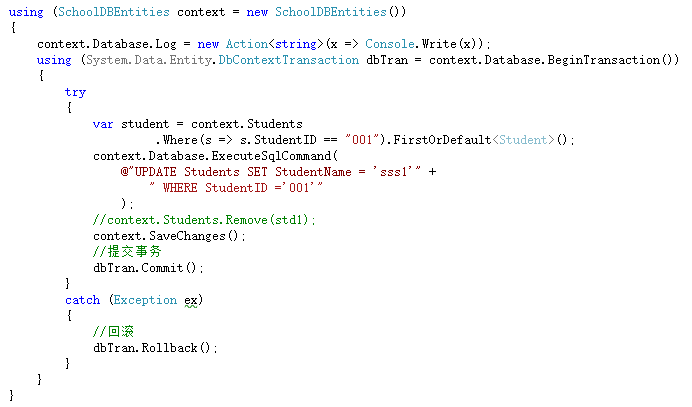 using (SchoolDBEntities context = new SchoolDBEntities())
{
    context.Database.Log = new Action<string>(x => Console.Write(x));
    using (System.Data.Entity.DbContextTransaction dbTran = context.Database.BeginTransaction())
    {
        try
        {
            var student = context.Students
                    .Where(s => s.StudentID == "001").FirstOrDefault<Student>();
            context.Database.ExecuteSqlCommand(
                @"UPDATE Students SET StudentName = 'sss1'" +
                    " WHERE StudentID ='001'"
                );
            //context.Students.Remove(std1);
            context.SaveChanges();
            //提交事务
            dbTran.Commit();
        }
        catch (Exception ex)
        {
            //回滚
            dbTran.Rollback();
        }
    }
}